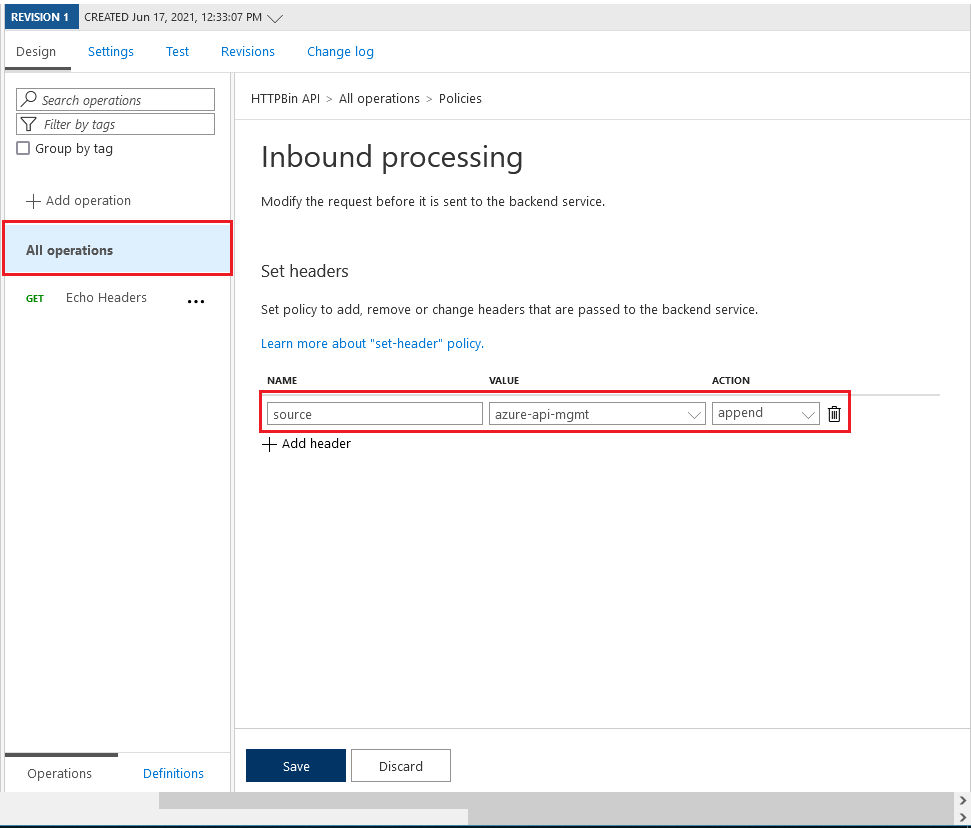 REVISION 1 CREATED Jun 17, 2021, 12:33:07 PM
Design Settings Test Revisions Change log
Search operations
Filter by tags
Group by tag
Add operation
All operations
GET Echo Headers
Operations Definitions
HTTPBin API > All operations > Policies
Inbound processing
Modify the request before it is sent to the backend service.
Set headers
Set policy to add, remove or change headers that are passed to the backend service.
Learn more about "set-header" policy.
NAME VALUE ACTION
source azure-api-mgmt append
Add header
Save Discard